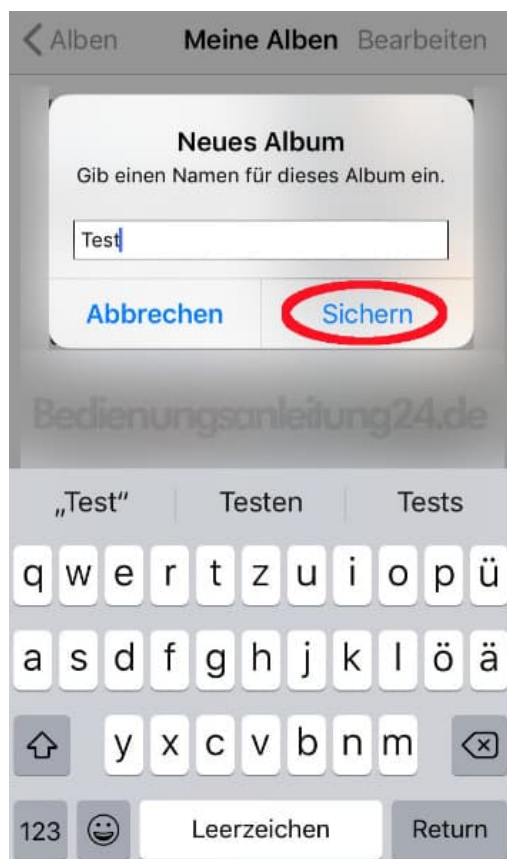 Alben Meine Alben Bearbeiten
Neues Album
Gib einen Namen für dieses Album ein.
Test
Abbrechen Sichern
Bedienungsanleitung24.de
„Test“ Testen Tests
q w e r t z u i o p ü
a s d f g h j k l ö ä
y x c v b n m
123 Leerzeichen Return